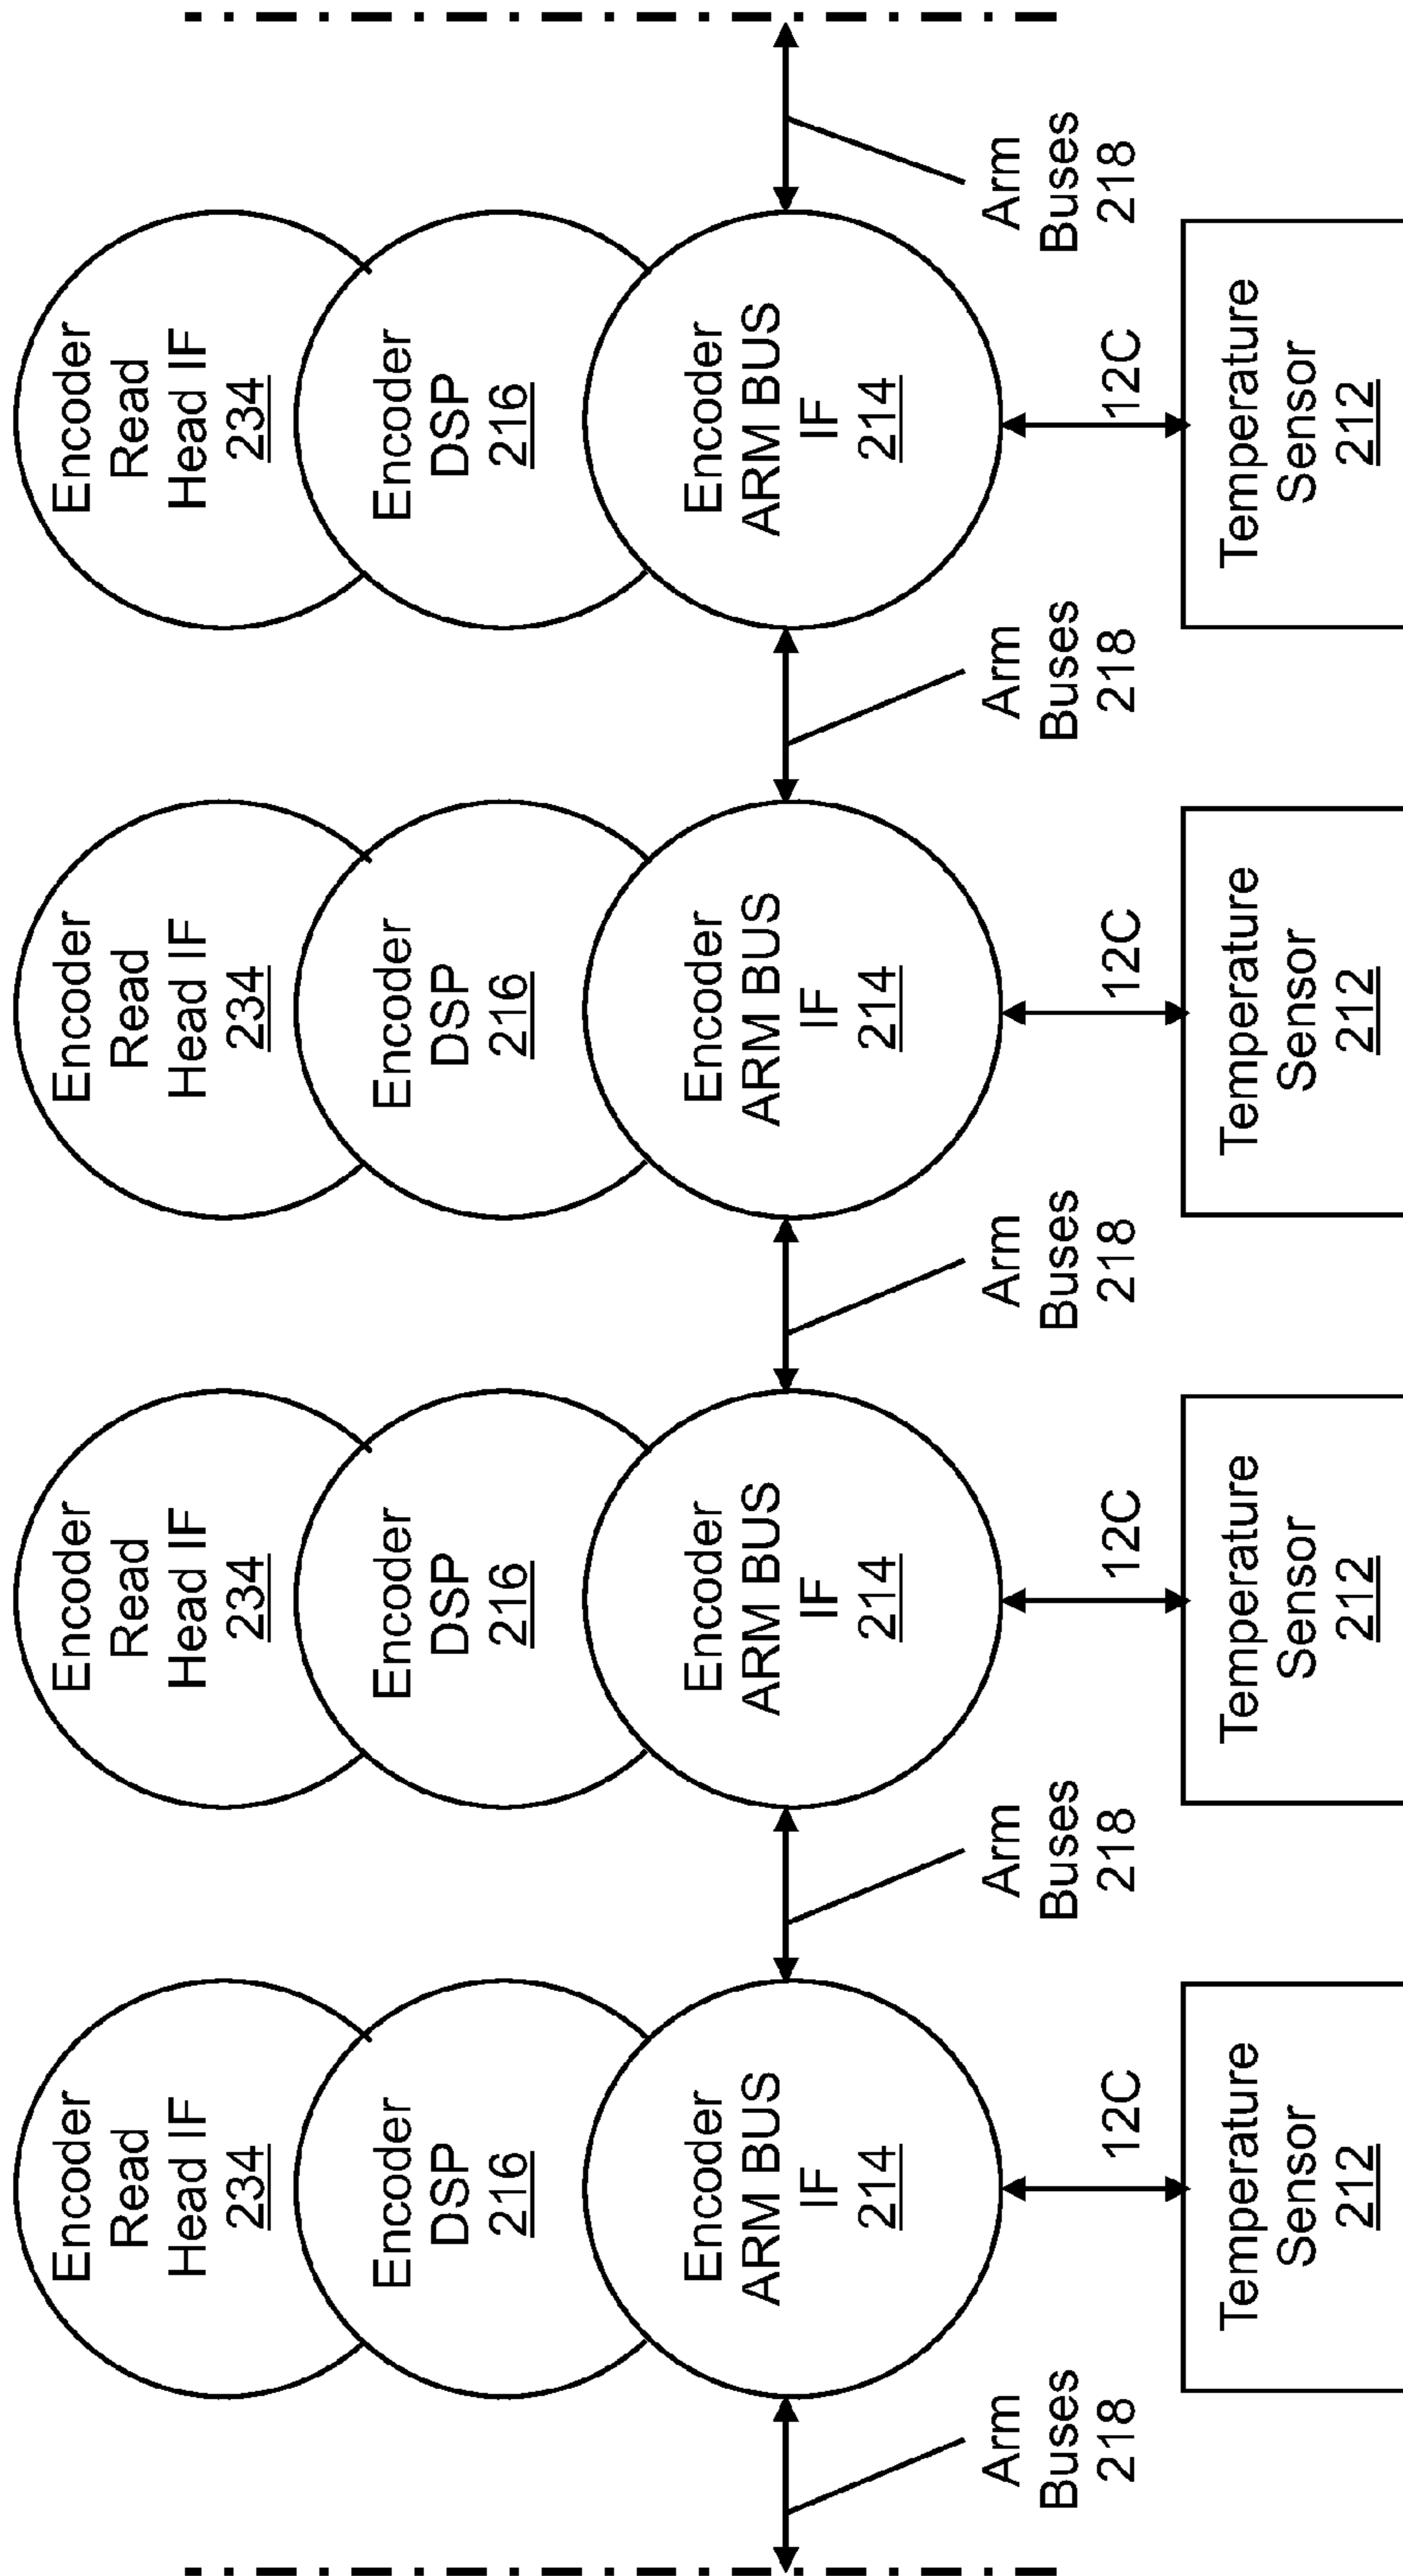 Encoder
Read
Head IF
234
Encoder
Read
Head IF
234
Encoder
Read
Head IF
234
Encoder
Read
Head IF
234
Encoder
DSP
216
Encoder
DSP
216
Encoder
DSP
216
Encoder
DSP
216
Encoder
ARM BUS
IF
214
Encoder
ARM BUS
IF
214
Encoder
ARM BUS
IF
214
Encoder
ARM BUS
IF
214
Arm
Buses
218
Arm
Buses
218
Arm
Buses
218
Arm
Buses
218
Arm
Buses
218
12C
12C
12C
12C
Temperature
Sensor
212
Temperature
Sensor
212
Temperature
Sensor
212
Temperature
Sensor
212